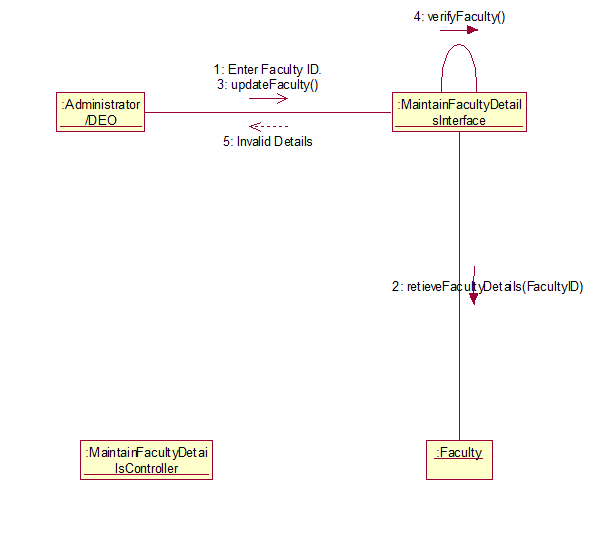 4: verifyFaculty()
1: Enter Faculty ID.
3: updateFaculty()
:Administrator
/DEO
:MaintainFacultyDetail
sInterface
5: Invalid Details
2: retieveFacultyDetails(FacultyID)
:MaintainFacultyDetai
lsController
:Faculty